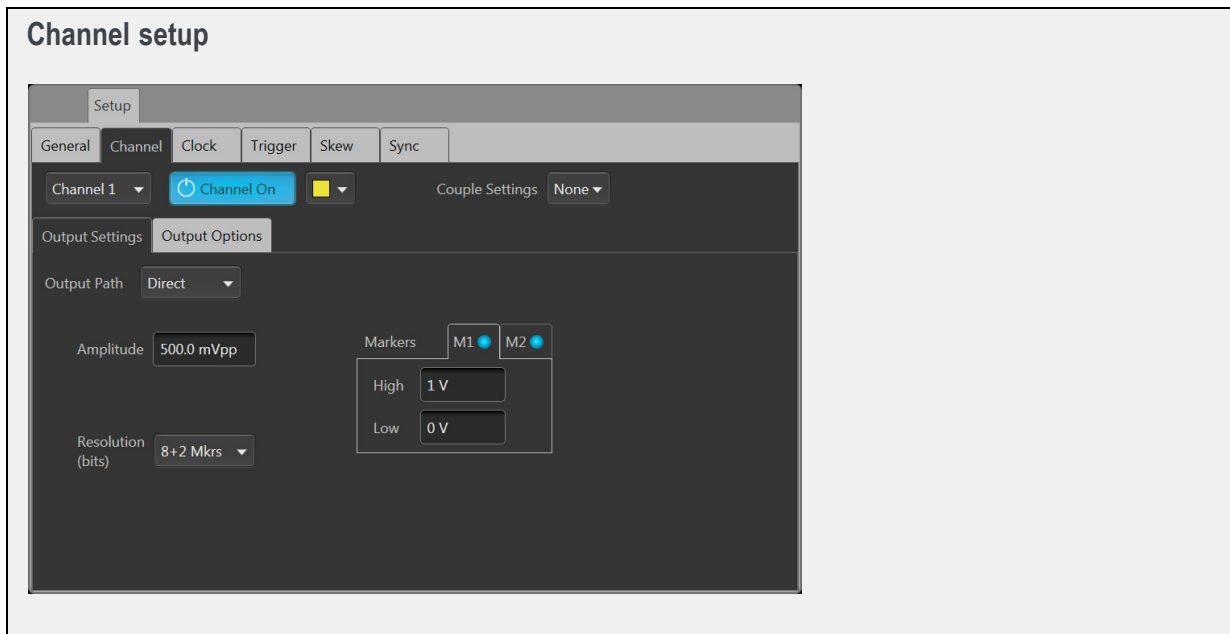 Channel setup
Setup
General Channel Clock Trigger Skew Sync
Channel 1 Channel On Couple Settings None
Output Settings Output Options
Output Path Direct
Amplitude 500.0 mVpp
Markers M1 M2
High 1 V
Low 0 V
Resolution
(bits)
8+2 Mkrs